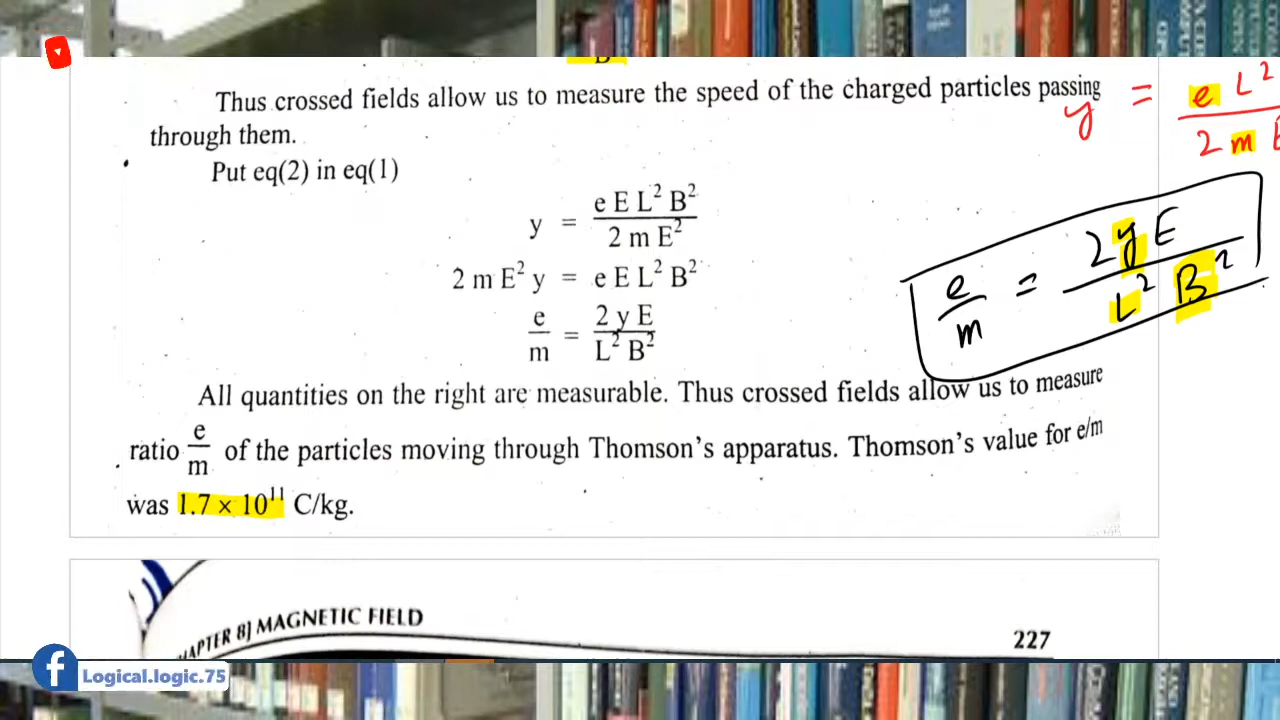 B
Thus crossed fields allow us to measure the speed of the charged particles passing
through them.
Put eq(2) in eq(1)
y = e E L² B² / 2 m E²
2 m E² y = e E L² B²
e/m = 2 y E / L² B²
All quantities on the right are measurable. Thus crossed fields allow us to measure
ratio e/m of the particles moving through Thomson's apparatus. Thomson's value for e/m
was 1.7 × 10¹¹ C/kg.
y = e L² / 2 m
e/m = 2 y E / L² B²
APTER 8] MAGNETIC FIELD
227
Logical.logic.75